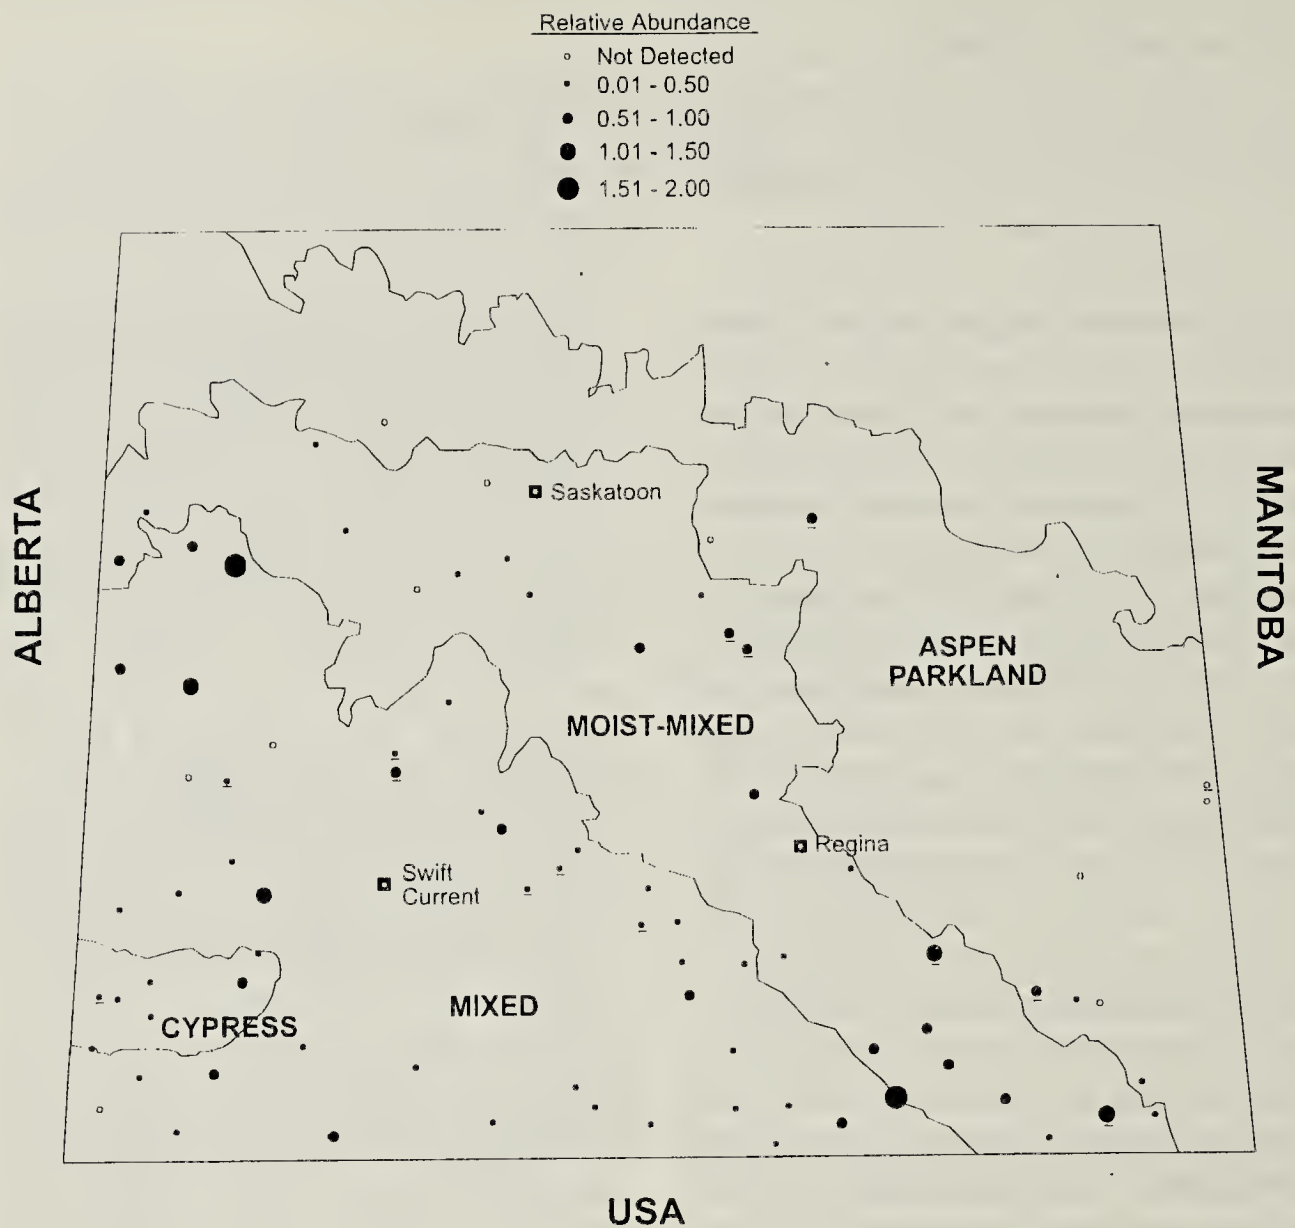 Relative Abundance
Not Detected
0.01 - 0.50
0.51 - 1.00
1.01 - 1.50
1.51 - 2.00
Saskatoon
ALBERTA
MANITOBA
ASPEN
PARKLAND
MOIST-MIXED
Regina
Swift
Current
MIXED
CYPRESS
USA